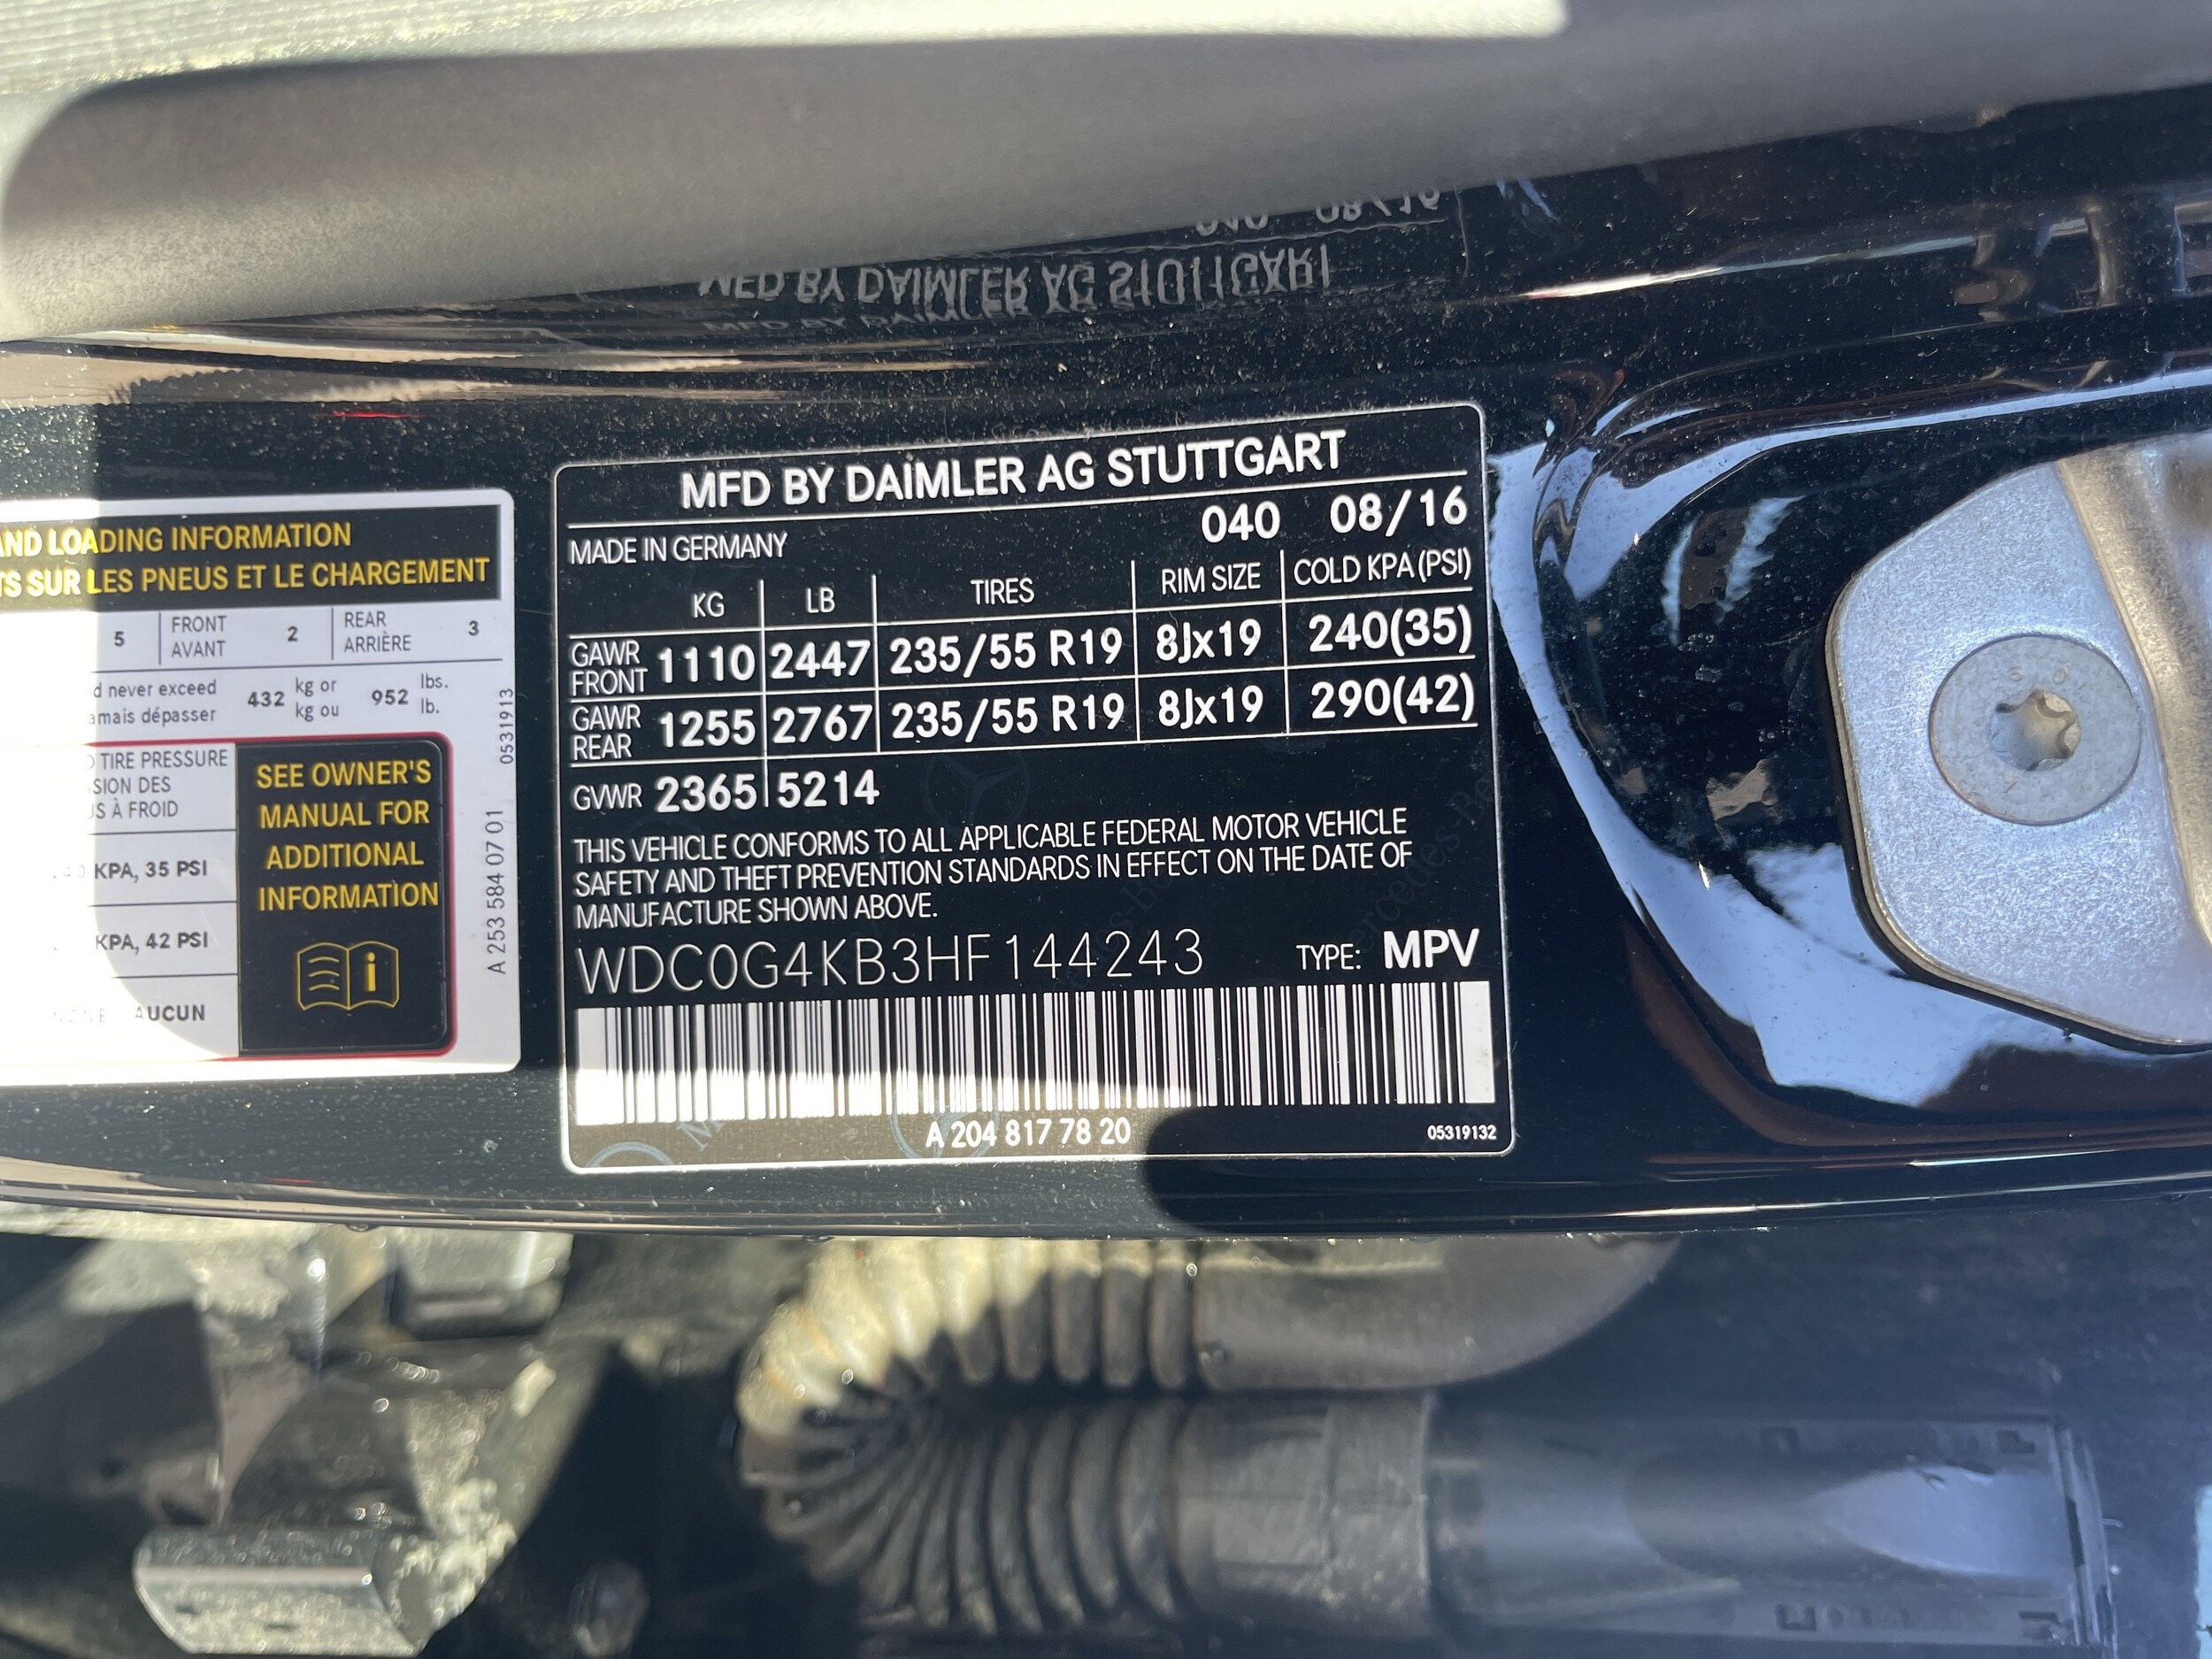 AND LOADING INFORMATION
TS SUR LES PNEUS ET LE CHARGEMENT
5 FRONT AVANT 2 REAR ARRIÈRE 3
d never exceed 432 kg or 952 lbs.
amais dépasser kg ou lb.
TIRE PRESSURE
SION DES
US À FROID
KPA, 35 PSI
KPA, 42 PSI
AUCUN
SEE OWNER'S
MANUAL FOR
ADDITIONAL
INFORMATION
A 253 584 07 01 0531913
MFD BY DAIMLER AG STUTTGART
MADE IN GERMANY 040 08/16
KG LB TIRES RIM SIZE COLD KPA (PSI)
GAWR FRONT 1110 2447 235/55 R19 8Jx19 240(35)
GAWR REAR 1255 2767 235/55 R19 8Jx19 290(42)
GVWR 2365 5214
THIS VEHICLE CONFORMS TO ALL APPLICABLE FEDERAL MOTOR VEHICLE
SAFETY AND THEFT PREVENTION STANDARDS IN EFFECT ON THE DATE OF
MANUFACTURE SHOWN ABOVE.
WDC0G4KB3HF144243 TYPE: MPV
A 204 817 78 20 05319132